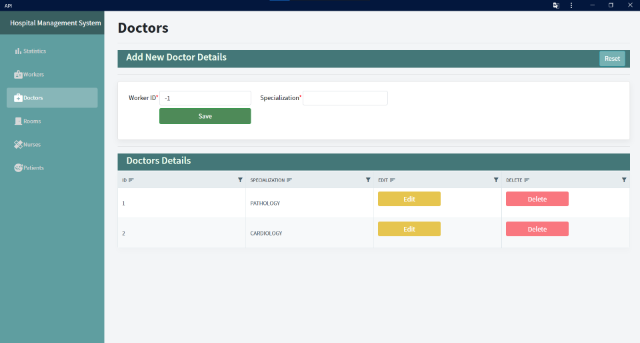 API
Hospital Management System
Statistics
Workers
Doctors
Rooms
Nurses
Patients
Doctors
Add New Doctor Details
Reset
Worker ID* -1
Specialization*
Save
Doctors Details
ID SPECIALIZATION EDIT DELETE
1 PATHOLOGY Edit Delete
2 CARDIOLOGY Edit Delete